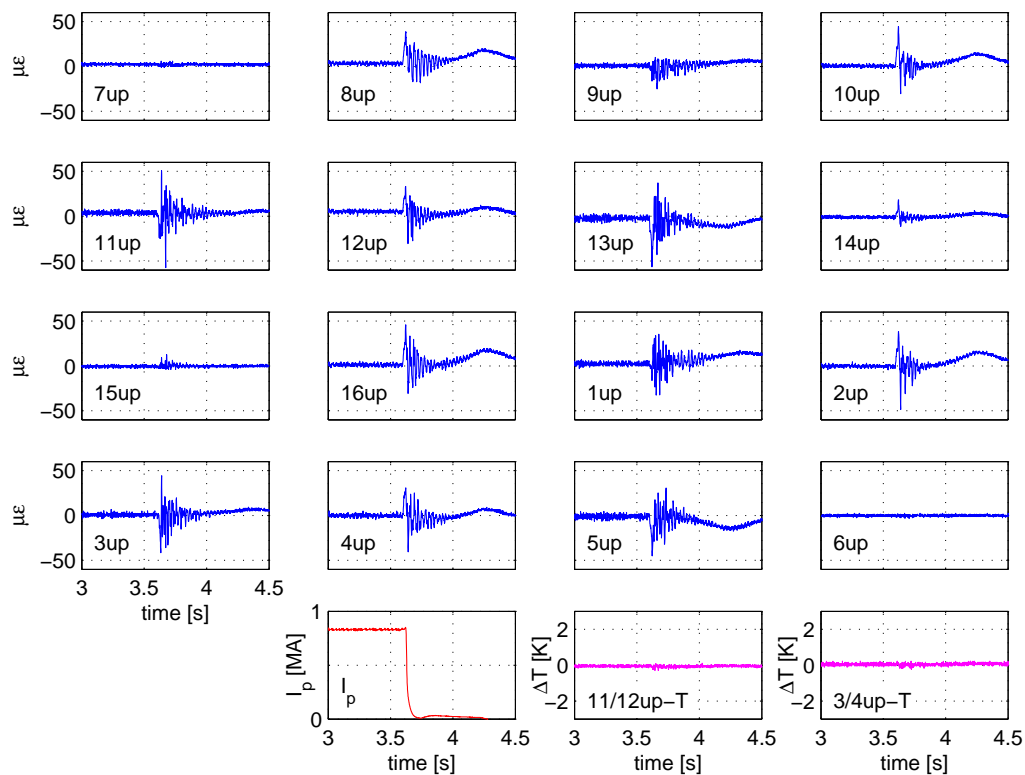 50
0
−50
με
7up
8up
9up
10up
50
0
−50
με
11up
12up
13up
14up
50
0
−50
με
15up
16up
1up
2up
50
0
−50
με
3up
4up
5up
6up
3 3.5 4 4.5
time [s]
1
0
I_p [MA]
I_p
3 3.5 4 4.5
time [s]
2
0
−2
ΔT [K]
11/12up−T
3 3.5 4 4.5
time [s]
2
0
−2
ΔT [K]
3/4up−T
3 3.5 4 4.5
time [s]